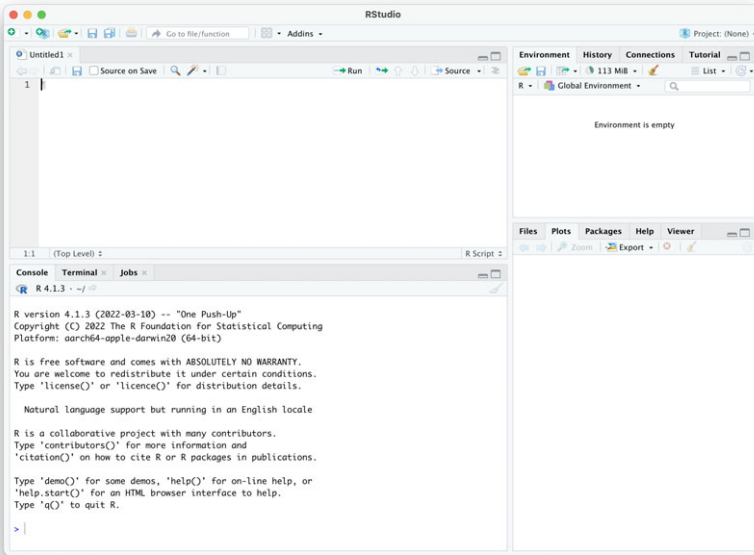 RStudio
Go to file/function
Addins
Project: (None)
Untitled1
Source on Save
Run
Source
1
1:1 (Top Level)
R Script
Console Terminal Jobs
R 4.1.3 · ~/
R version 4.1.3 (2022-03-10) -- "One Push-Up"
Copyright (C) 2022 The R Foundation for Statistical Computing
Platform: aarch64-apple-darwin20 (64-bit)
R is free software and comes with ABSOLUTELY NO WARRANTY.
You are welcome to redistribute it under certain conditions.
Type 'license()' or 'licence()' for distribution details.
Natural language support but running in an English locale
R is a collaborative project with many contributors.
Type 'contributors()' for more information and
'citation()' on how to cite R or R packages in publications.
Type 'demo()' for some demos, 'help()' for on-line help, or
'help.start()' for an HTML browser interface to help.
Type 'q()' to quit R.
>
Environment History Connections Tutorial
113 MiB
List
R Global Environment
Environment is empty
Files Plots Packages Help Viewer
Zoom Export